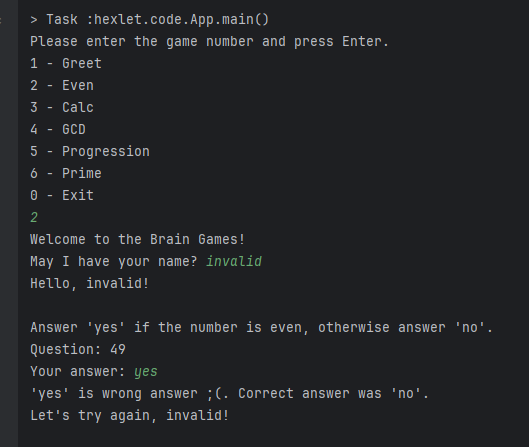 > Task :hexlet.code.App.main()
Please enter the game number and press Enter.
1 - Greet
2 - Even
3 - Calc
4 - GCD
5 - Progression
6 - Prime
0 - Exit
2
Welcome to the Brain Games!
May I have your name? invalid
Hello, invalid!
Answer 'yes' if the number is even, otherwise answer 'no'.
Question: 49
Your answer: yes
'yes' is wrong answer ;(. Correct answer was 'no'.
Let's try again, invalid!